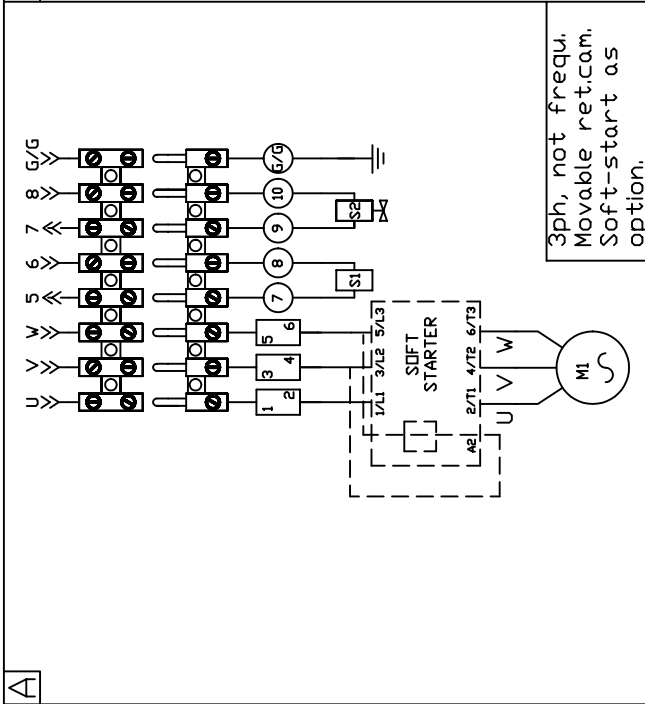 A
U V W 5 6 7 8 G/G
1 2 3 4 5 6 7 8 9 10 G/G
S1 S2
1/L1 3/L2 5/L3
SOFT
STARTER
A2 2/T1 4/T2 6/T3
U V W
M1
3ph, not frequ.
Movable ret.cam.
Soft-start as
option.